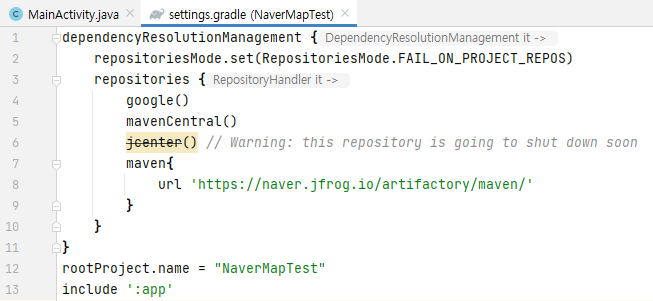 MainActivity.java
settings.gradle (NaverMapTest)
1 dependencyResolutionManagement { DependencyResolutionManagement it ->
2 repositoriesMode.set(RepositoriesMode.FAIL_ON_PROJECT_REPOS)
3 repositories { RepositoryHandler it ->
4 google()
5 mavenCentral()
6 jcenter() // Warning: this repository is going to shut down soon
7 maven{
8 url 'https://naver.jfrog.io/artifactory/maven/'
9 }
10 }
11 }
12 rootProject.name = "NaverMapTest"
13 include ':app'